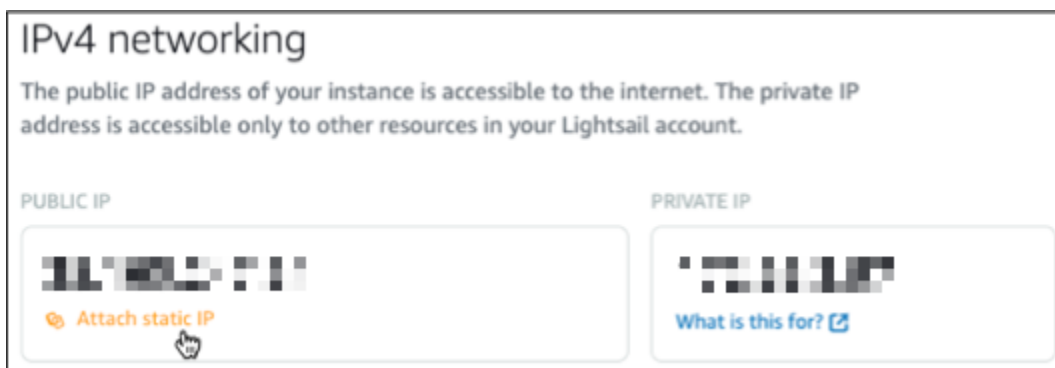 IPv4 networking
The public IP address of your instance is accessible to the internet. The private IP
address is accessible only to other resources in your Lightsail account.
PUBLIC IP
PRIVATE IP
Attach static IP
What is this for?